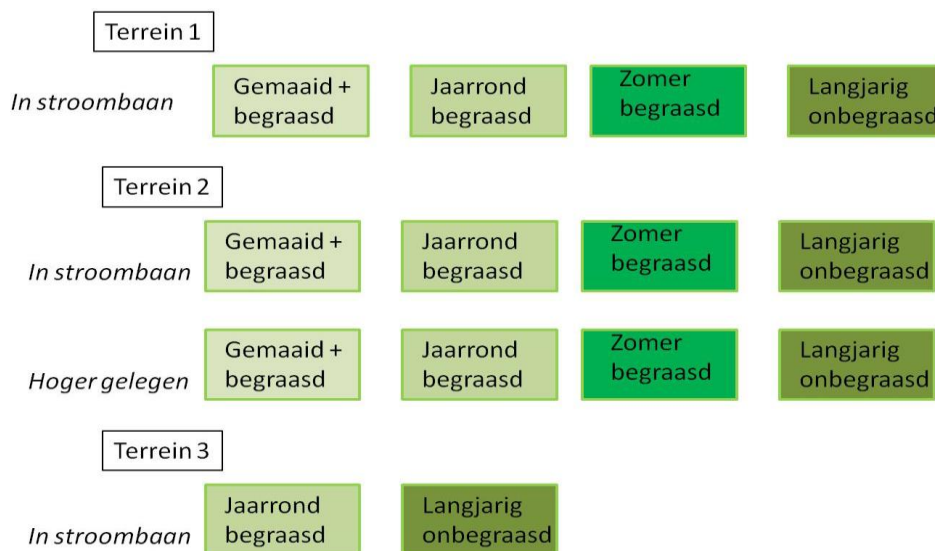 Terrein 1
In stroombaan
Gemaaid +
begraasd
Jaarrond
begraasd
Zomer
begraasd
Langjarig
onbegraasd
Terrein 2
In stroombaan
Gemaaid +
begraasd
Jaarrond
begraasd
Zomer
begraasd
Langjarig
onbegraasd
Hoger gelegen
Gemaaid +
begraasd
Jaarrond
begraasd
Zomer
begraasd
Langjarig
onbegraasd
Terrein 3
In stroombaan
Jaarrond
begraasd
Langjarig
onbegraasd